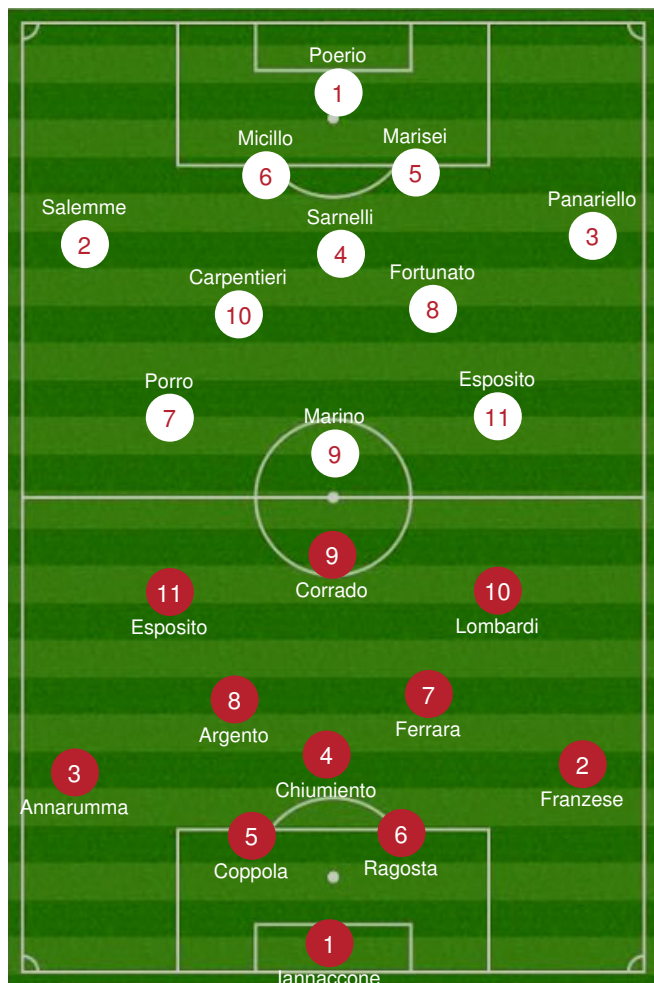 Poerio
1
Micillo
6
Marisei
5
Salemme
2
Panariello
3
Sarnelli
4
Carpentieri
10
Fortunato
8
Porro
7
Esposito
11
Marino
9
9
Corrado
11
Esposito
10
Lombardi
8
Argento
7
Ferrara
4
Chiumiento
3
Annarumma
2
Franzese
5
Coppola
6
Ragosta
1
Iannaccone